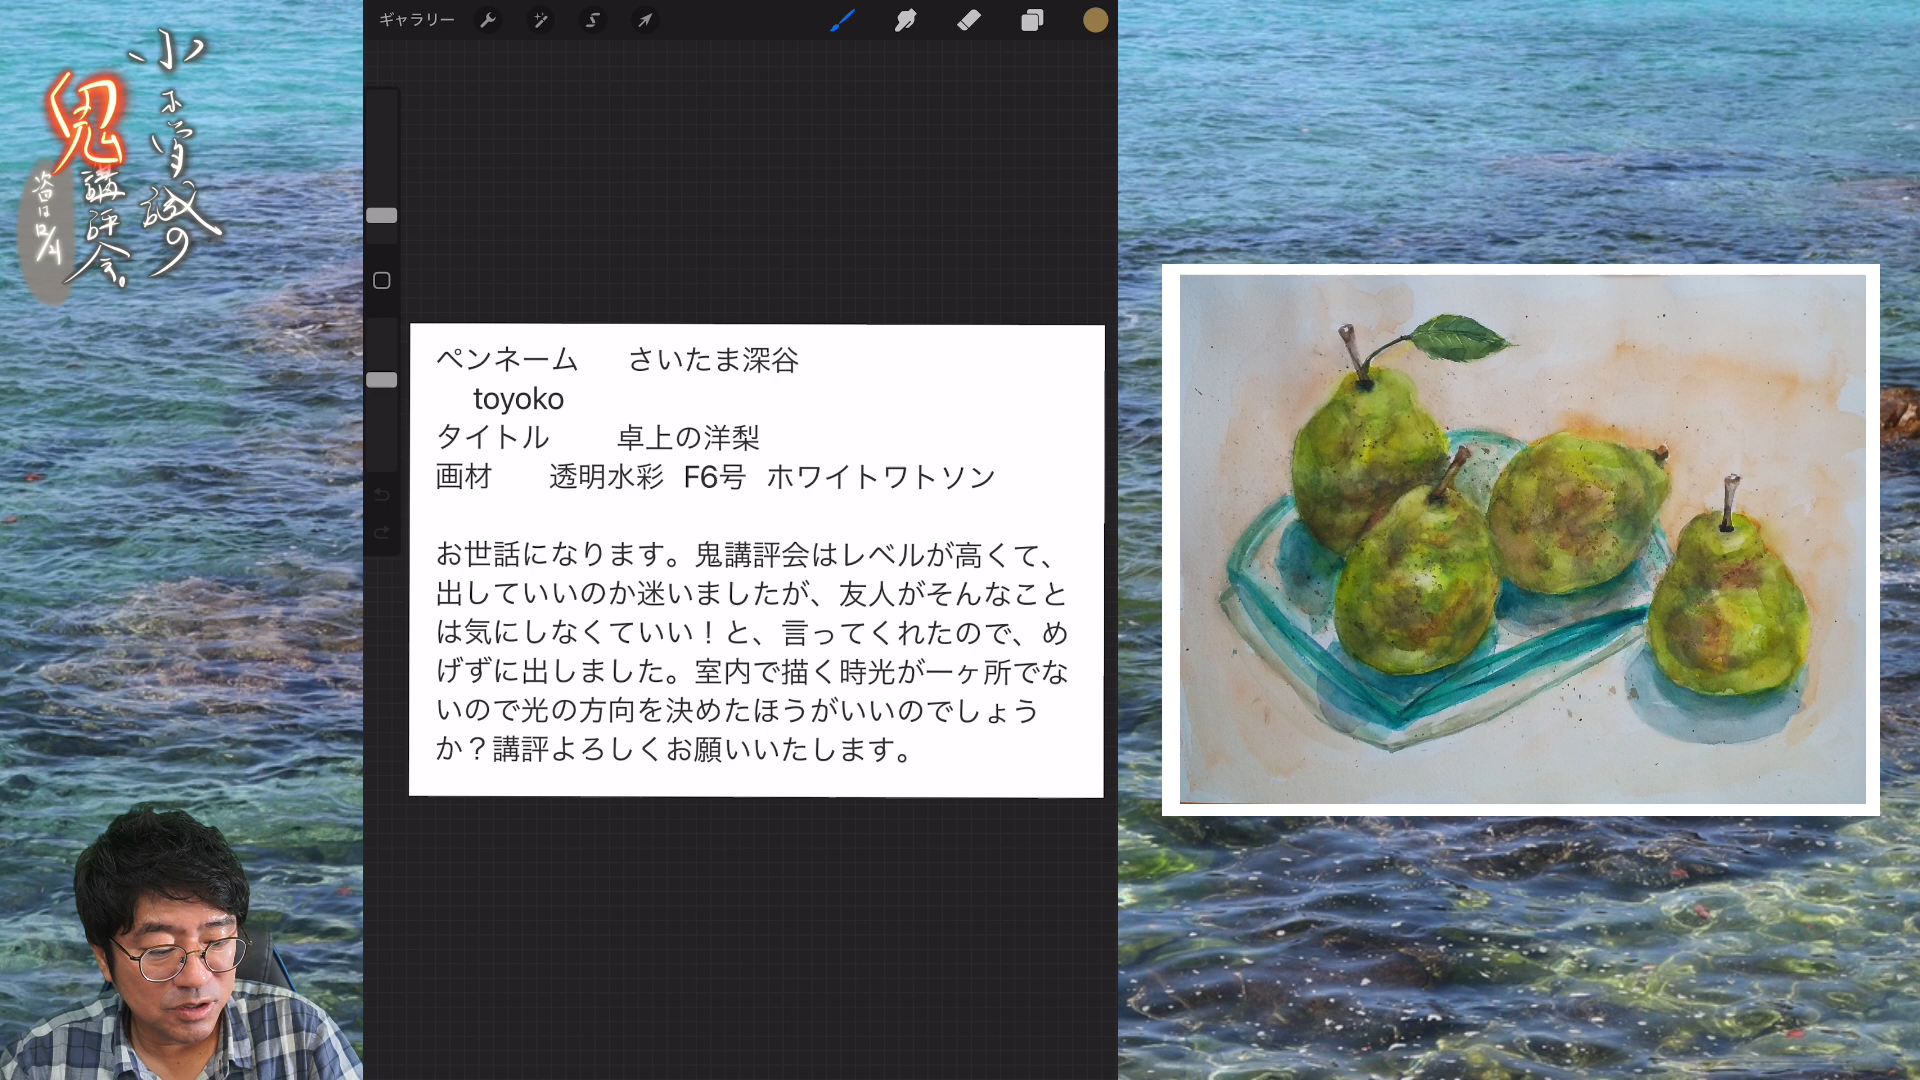 小木曽誠の
鬼講評会。
ギャラリー
ペンネーム さいたま深谷
toyoko
タイトル 卓上の洋梨
画材 透明水彩 F6号 ホワイトワトソン
お世話になります。鬼講評会はレベルが高くて、
出していいのか迷いましたが、友人がそんなこと
は気にしなくていい！と、言ってくれたので、め
げずに出しました。室内で描く時光が一ヶ所でな
いので光の方向を決めたほうがいいのでしょう
か？講評よろしくお願いいたします。